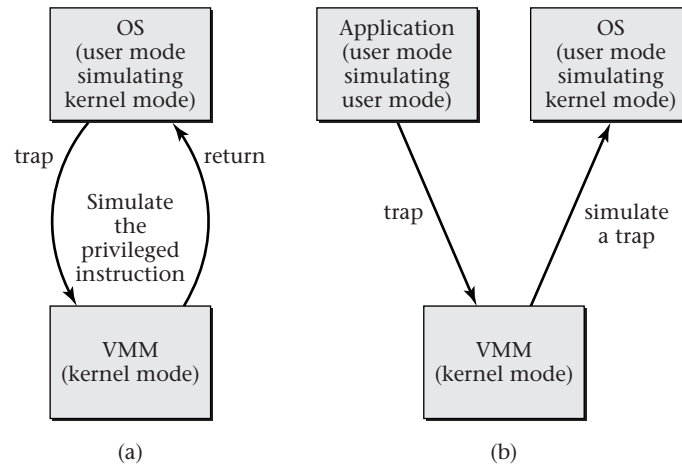 OS
(user mode
simulating
kernel mode)
trap
return
Simulate
the
privileged
instruction
VMM
(kernel mode)
(a)
Application
(user mode
simulating
user mode)
OS
(user mode
simulating
kernel mode)
trap
simulate
a trap
VMM
(kernel mode)
(b)